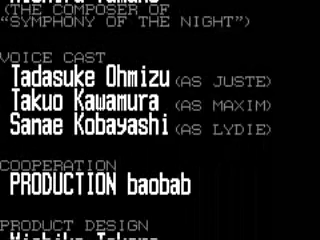 (THE COMPOSER OF
“SYMPHONY OF THE NIGHT”)
VOICE CAST
Tadasuke Ohmizu (AS JUSTE)
Takuo Kawamura (AS MAXIM)
Sanae Kobayashi (AS LYDIE)
COOPERATION
PRODUCTION baobab
PRODUCT DESIGN